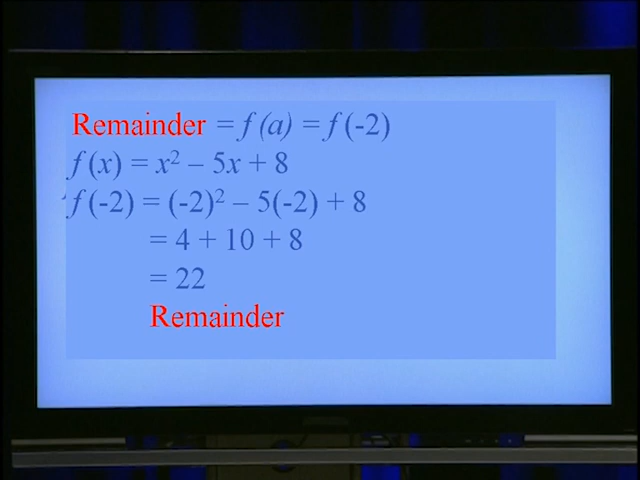 Remainder = f (a) = f (-2)
f (x) = x² – 5x + 8
f (-2) = (-2)² – 5(-2) + 8
= 4 + 10 + 8
= 22
Remainder